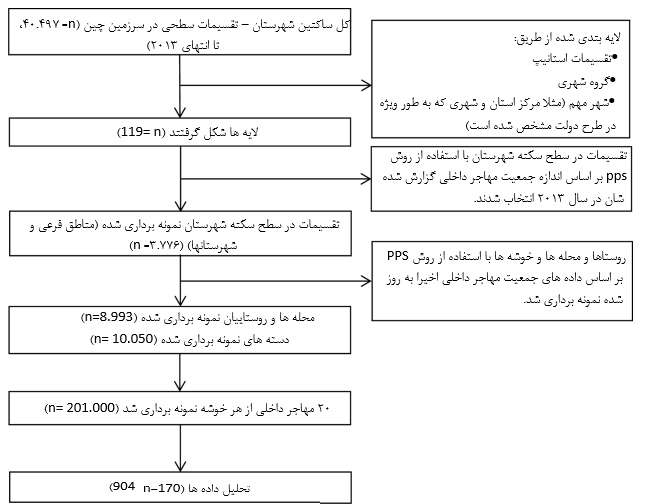 کل ساکتین شهرستان – تقسیمات سطحی در سرزمین چین (n=۴۰.۴۹۷،
تا انتهای ۲۰۱۳)
لایه بندی شده از طریق:
•تقسیمات استانیپ
•گروه شهری
•شهر مهم (مثلا مرکز استان و شهری که به طور ویژه
در طرح دولت مشخص شده است)
لایه ها شکل گرفتند (n =119)
تقسیمات در سطح سکته شهرستان با استفاده از روش
pps بر اساس اندازه جمعیت مهاجر داخلی گزارش شده
شان در سال ۲۰۱۳ انتخاب شدند.
تقسیمات در سطح سکته شهرستان نمونه برداری شده (مناطق فرعی و
شهرستانها) (n =۳.۷۷۶)
روستاها و محله ها و خوشه ها با استفاده از روش PPS
بر اساس داده های جمعیت مهاجر داخلی اخیرا به روز
شده نمونه برداری شد.
محله ها و روستاییان نمونه برداری شده (n=8.993)
دسته های نمونه برداری شده (n= 10.050)
۲۰ مهاجر داخلی از هر خوشه نمونه برداری شد (n= 201.000)
تحلیل داده ها (n=170 904)